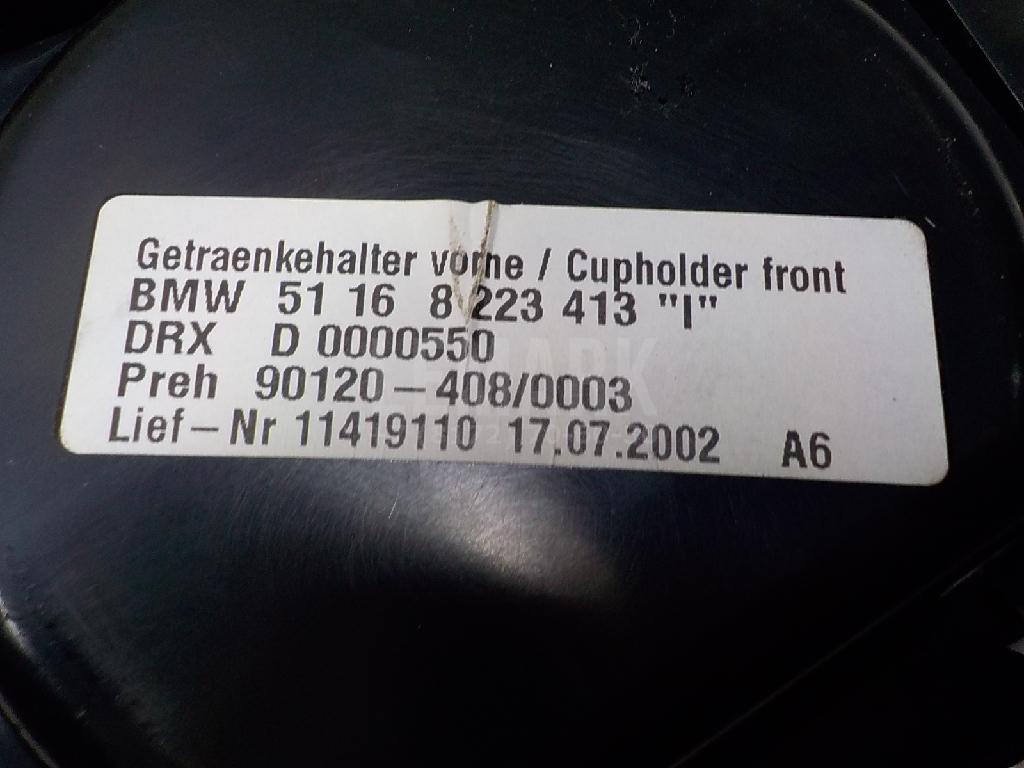 Getraenkehalter vorne / Cupholder front
BMW 51 16 8 223 413 "I"
DRX D 0000550
Preh 90120-408/0003
Lief-Nr 11419110 17.07.2002 A6